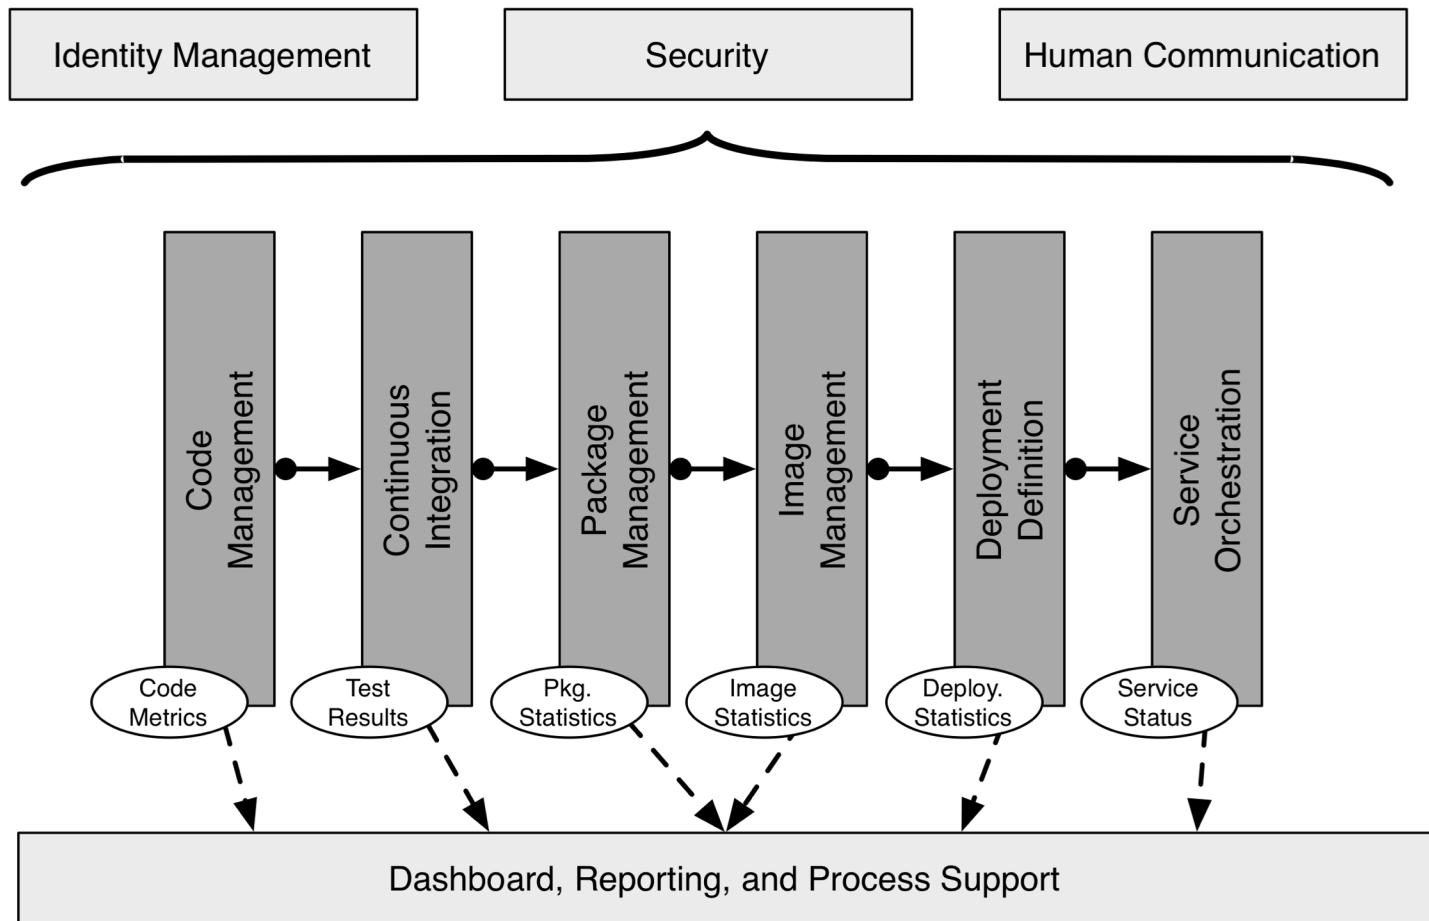 Identity Management
Security
Human Communication
Code
Management
Continuous
Integration
Package
Management
Image
Management
Deployment
Definition
Service
Orchestration
Code
Metrics
Test
Results
Pkg.
Statistics
Image
Statistics
Deploy.
Statistics
Service
Status
Dashboard, Reporting, and Process Support